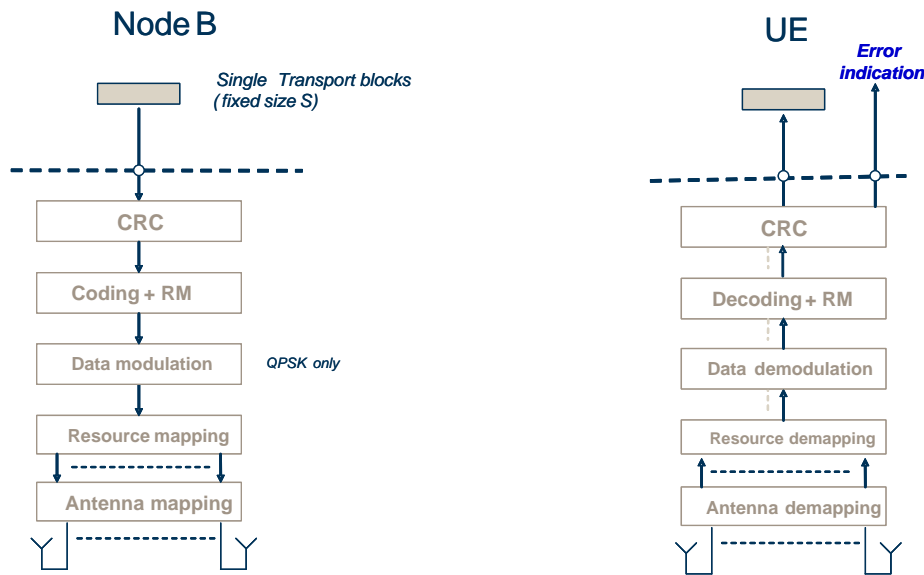 Node B
Single Transport blocks
(fixed size S)
CRC
Coding + RM
Data modulation
QPSK only
Resource mapping
Antenna mapping
UE
Error
indication
CRC
Decoding + RM
Data demodulation
Resource demapping
Antenna demapping